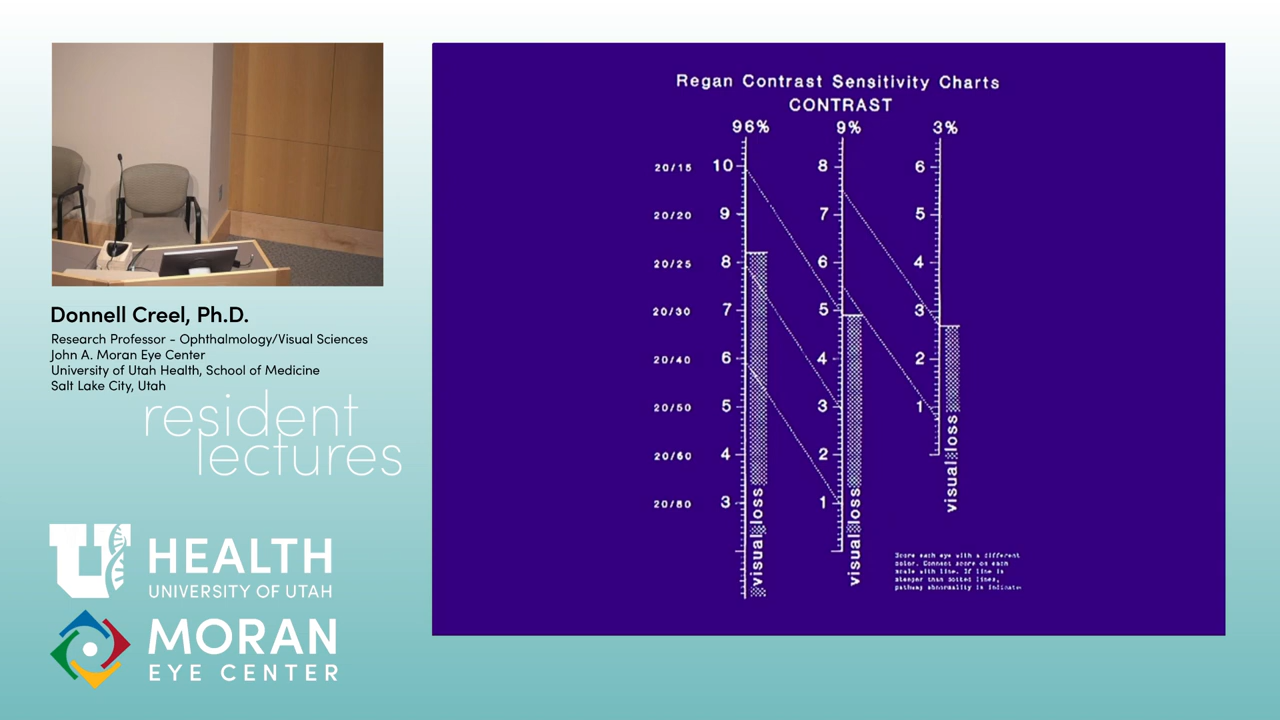 Regan Contrast Sensitivity Charts
CONTRAST
96% 9% 3%
20/15 10 8 6
20/20 9 7 5
20/25 8 6 4
20/30 7 5 3
20/40 6 4 2
20/50 5 3 1
20/60 4 2
20/80 3 1
visual loss
visual loss
visual loss
Score each eye with a different
color. Connect score on each
scale with line. If line is
steeper than dotted lines,
pathway abnormality is indicate
Donnell Creel, Ph.D.
Research Professor - Ophthalmology/Visual Sciences
John A. Moran Eye Center
University of Utah Health, School of Medicine
Salt Lake City, Utah
resident
lectures
U HEALTH
UNIVERSITY OF UTAH
MORAN
EYE CENTER